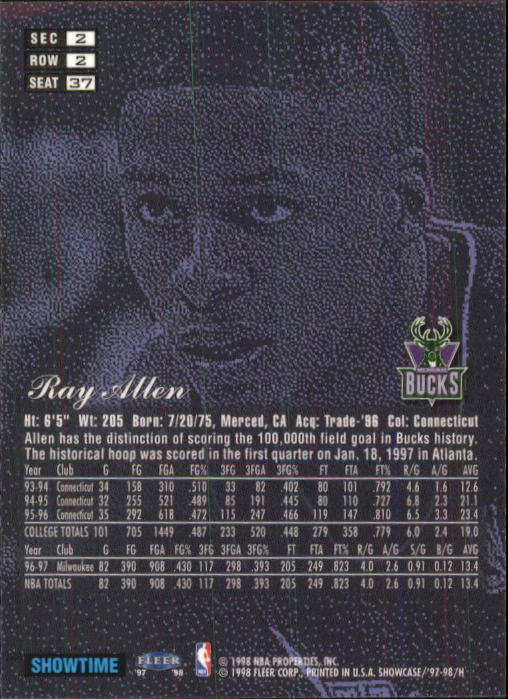 SEC 2
ROW 2
SEAT 37
MILWAUKEE
BUCKS
Ray Allen
Ht: 6'5" Wt: 205 Born: 7/20/75, Merced, CA Acq: Trade-'96 Col: Connecticut
Allen has the distinction of scoring the 100,000th field goal in Bucks history.
The historical hoop was scored in the first quarter on Jan. 18, 1997 in Atlanta.
Year Club G FG FGA FG% 3FG 3FGA 3FG% FT FTA FT% R/G A/G AVG
93-94 Connecticut 34 158 310 .510 33 82 .402 80 101 .792 4.6 1.6 12.6
94-95 Connecticut 32 255 521 .489 85 191 .445 80 110 .727 6.8 2.3 21.1
95-96 Connecticut 35 292 618 .472 115 247 .466 119 147 .810 6.5 3.3 23.4
COLLEGE TOTALS 101 705 1449 .487 233 520 .448 279 358 .779 6.0 2.4 19.0
Year Club G FG FGA FG% 3FG 3FGA 3FG% FT FTA FT% R/G A/G S/G B/G AVG
96-97 Milwaukee 82 390 908 .430 117 298 .393 205 249 .823 4.0 2.6 0.91 0.12 13.4
NBA TOTALS 82 390 908 .430 117 298 .393 205 249 .823 4.0 2.6 0.91 0.12 13.4
SHOWTIME
FLEER
'97 '98
© 1998 NBA PROPERTIES, INC
© 1998 FLEER CORP., PRINTED IN U.S.A. SHOWCASE/'97-98/H